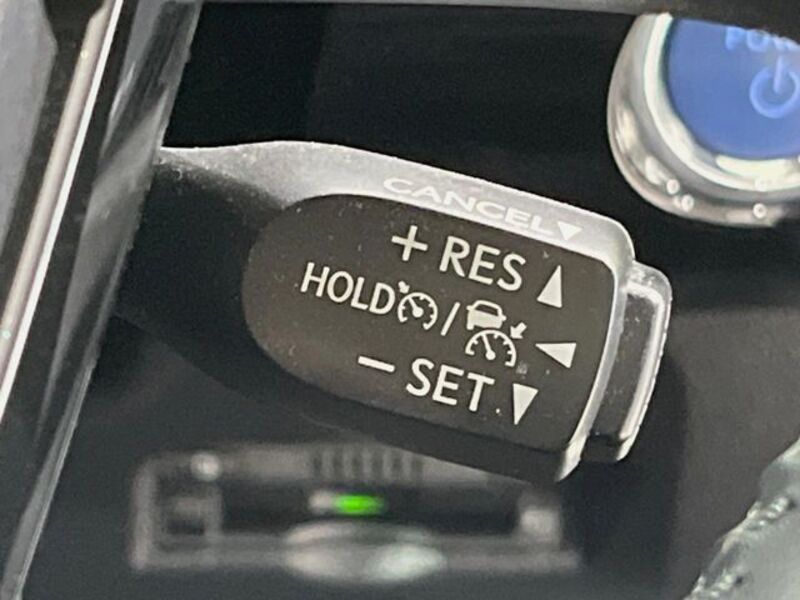 CANCEL▼
+ RES ▲
HOLD / ◀
− SET ▼